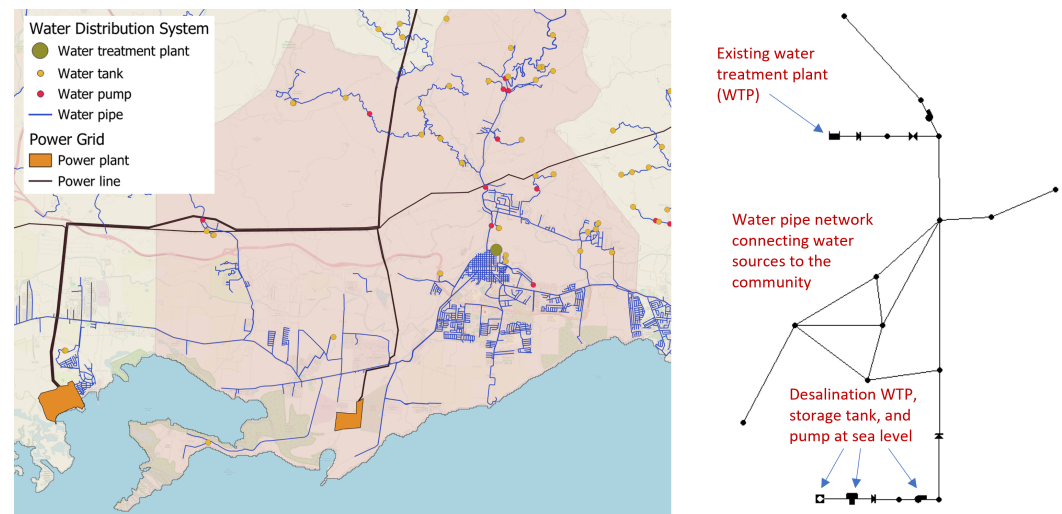 Water Distribution System
Water treatment plant
Water tank
Water pump
Water pipe
Power Grid
Power plant
Power line
Existing water
treatment plant
(WTP)
Water pipe network
connecting water
sources to the
community
Desalination WTP,
storage tank, and
pump at sea level